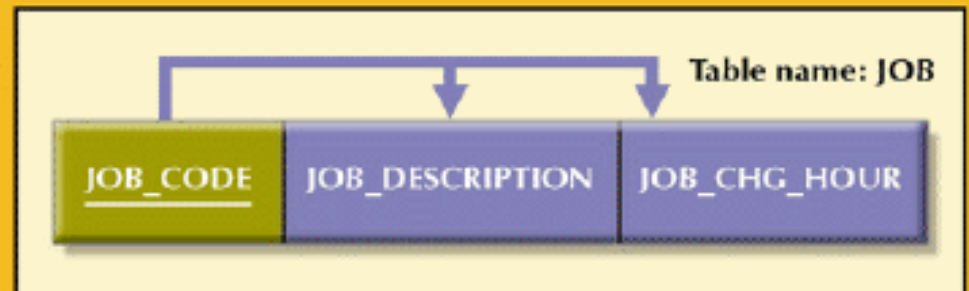 Table name: JOB
JOB_CODE JOB_DESCRIPTION JOB_CHG_HOUR